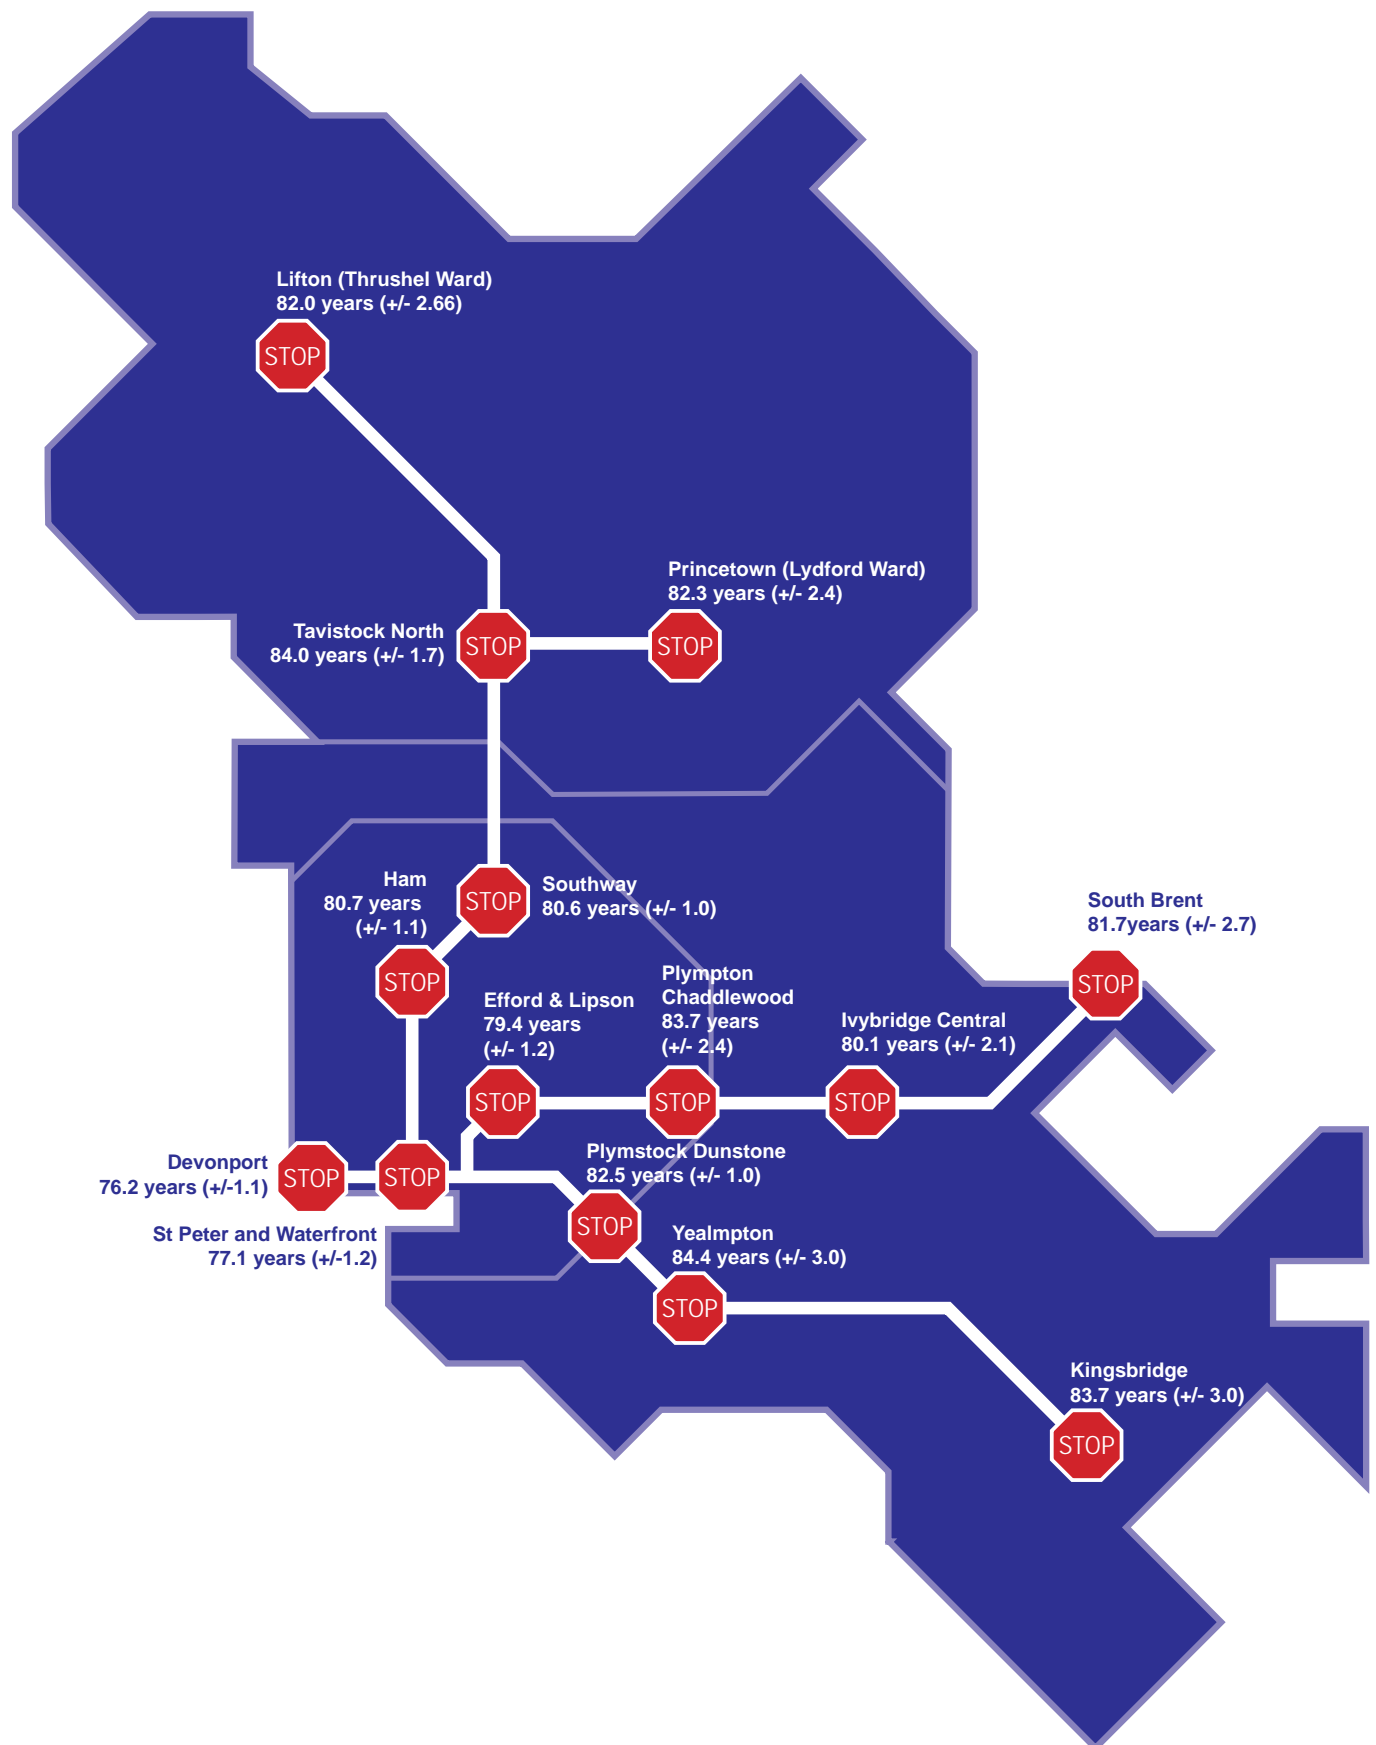 Lifton (Thrushel Ward)
82.0 years (+/- 2.66)
STOP
Princetown (Lydford Ward)
82.3 years (+/- 2.4)
STOP
Tavistock North
84.0 years (+/- 1.7)
STOP
Ham
80.7 years
(+/- 1.1)
STOP
Southway
80.6 years (+/- 1.0)
STOP
South Brent
81.7years (+/- 2.7)
STOP
Efford & Lipson
79.4 years
(+/- 1.2)
STOP
Plympton
Chaddlewood
83.7 years
(+/- 2.4)
STOP
Ivybridge Central
80.1 years (+/- 2.1)
STOP
Devonport
76.2 years (+/-1.1)
STOP
St Peter and Waterfront
77.1 years (+/-1.2)
STOP
Plymstock Dunstone
82.5 years (+/- 1.0)
STOP
Yealmpton
84.4 years (+/- 3.0)
STOP
Kingsbridge
83.7 years (+/- 3.0)
STOP